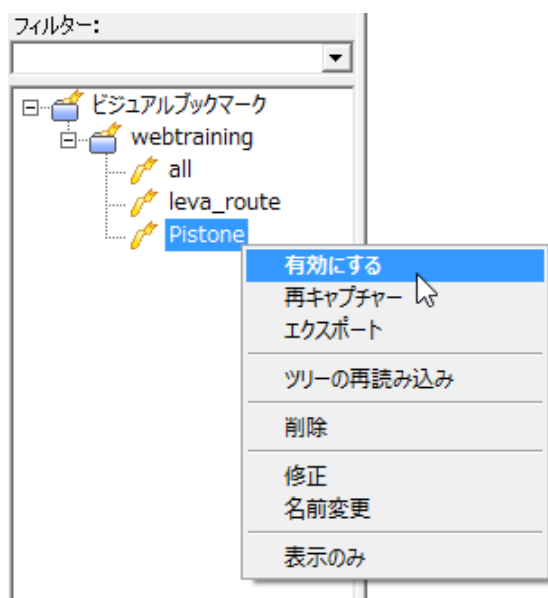 フィルター:
ビジュアルブックマーク
webtraining
all
leva_route
Pistone
有効にする
再キャプチャー
エクスポート
ツリーの再読み込み
削除
修正
名前変更
表示のみ